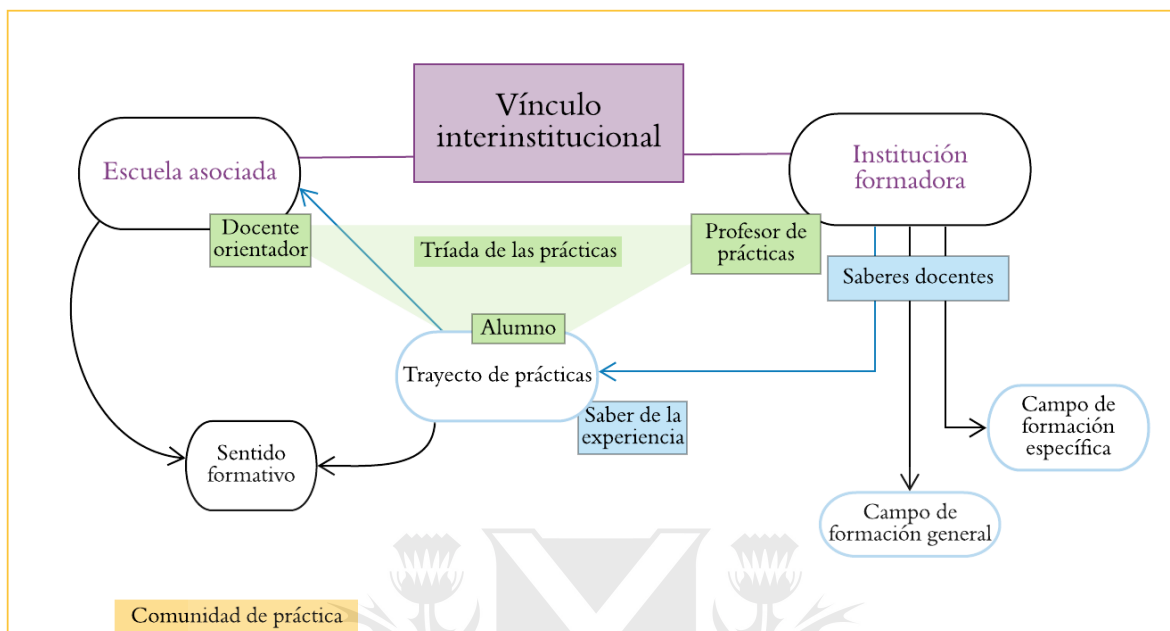 Vínculo
interinstitucional
Escuela asociada
Institución
formadora
Docente
orientador
Tríada de las prácticas
Profesor de
prácticas
Saberes docentes
Alumno
Trayecto de prácticas
Saber de la
experiencia
Campo de
formación
específica
Sentido
formativo
Campo de
formación general
Comunidad de práctica